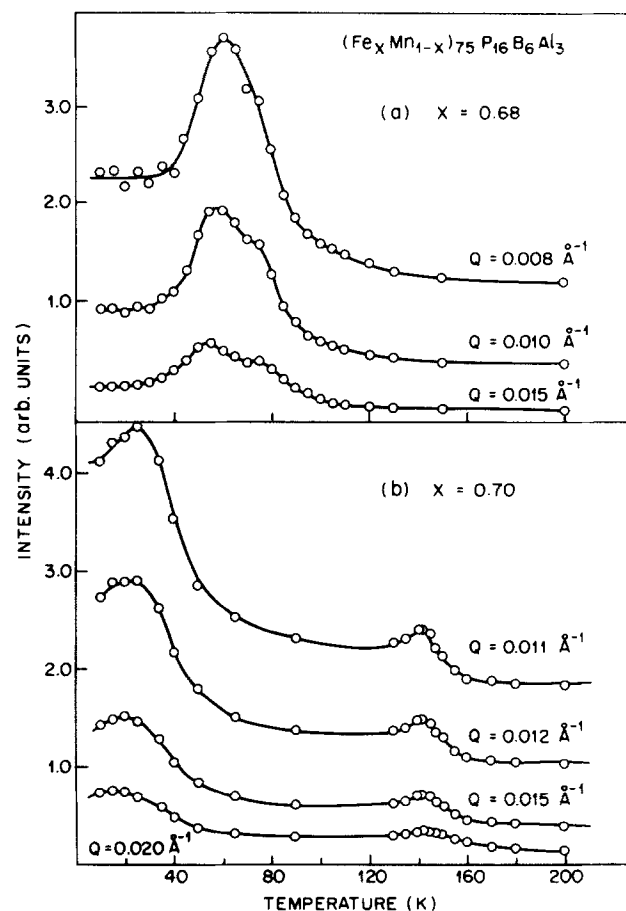 (FeₓMn₁₋ₓ)₇₅P₁₆B₆Al₃
(a) X = 0.68
3.0
2.0
1.0
Q = 0.008 Å⁻¹
Q = 0.010 Å⁻¹
Q = 0.015 Å⁻¹
INTENSITY (arb. UNITS)
(b) X = 0.70
4.0
3.0
2.0
1.0
Q = 0.011 Å⁻¹
Q = 0.012 Å⁻¹
Q = 0.015 Å⁻¹
Q = 0.020 Å⁻¹
40 80 120 160 200
TEMPERATURE (K)